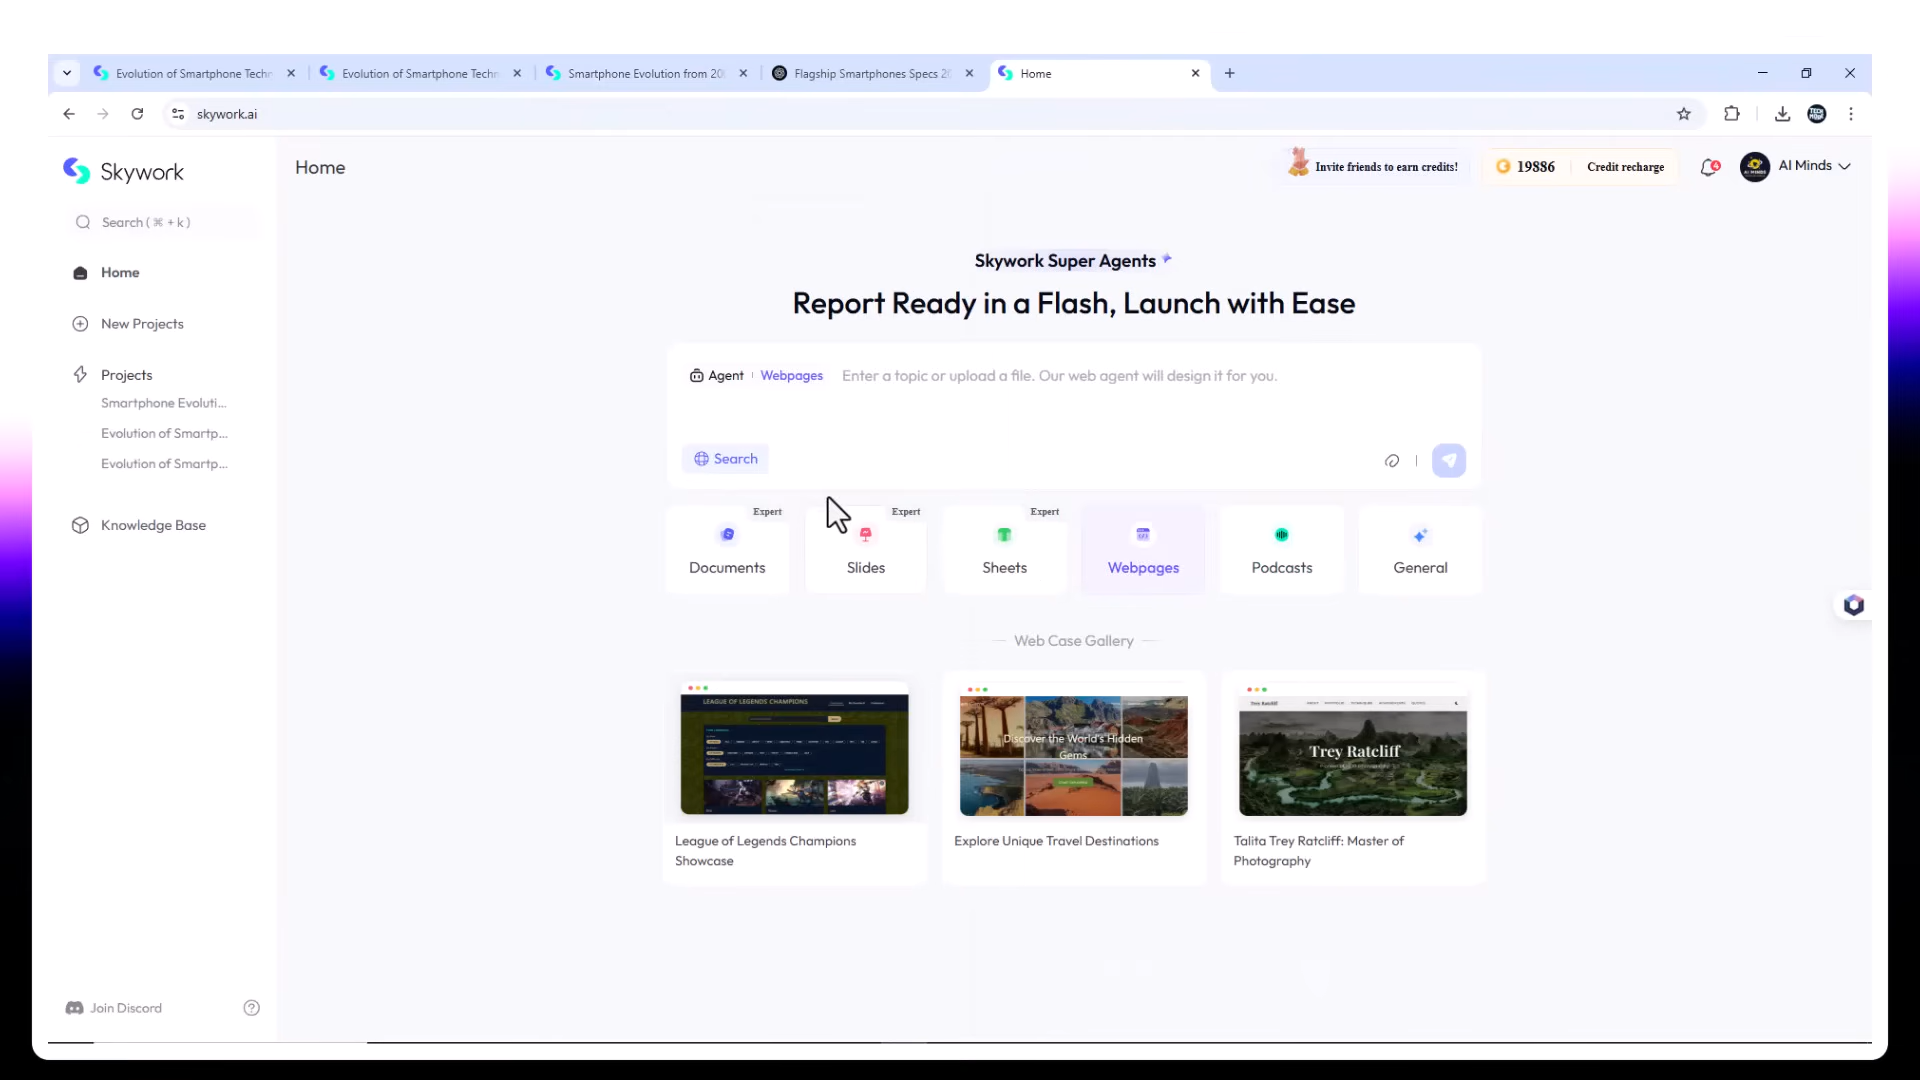 Evolution of Smartphone Techn
Evolution of Smartphone Techn
Smartphone Evolution from 20
Flagship Smartphones Specs 20
Home
skywork.ai
Skywork
Home
Invite friends to earn credits!
19886
Credit recharge
4
AI Minds
Search ( ⌘ + k )
Home
New Projects
Projects
Smartphone Evoluti...
Evolution of Smartp...
Evolution of Smartp...
Knowledge Base
Join Discord
Skywork Super Agents
Report Ready in a Flash, Launch with Ease
Agent
Webpages
Enter a topic or upload a file. Our web agent will design it for you.
Search
Expert
Expert
Expert
Documents
Slides
Sheets
Webpages
Podcasts
General
Web Case Gallery
LEAGUE OF LEGENDS CHAMPIONS
Discover the World's Hidden
Gems
Trey Ratcliff
Trey Ratcliff
League of Legends Champions
Showcase
Explore Unique Travel Destinations
Talita Trey Ratcliff: Master of
Photography